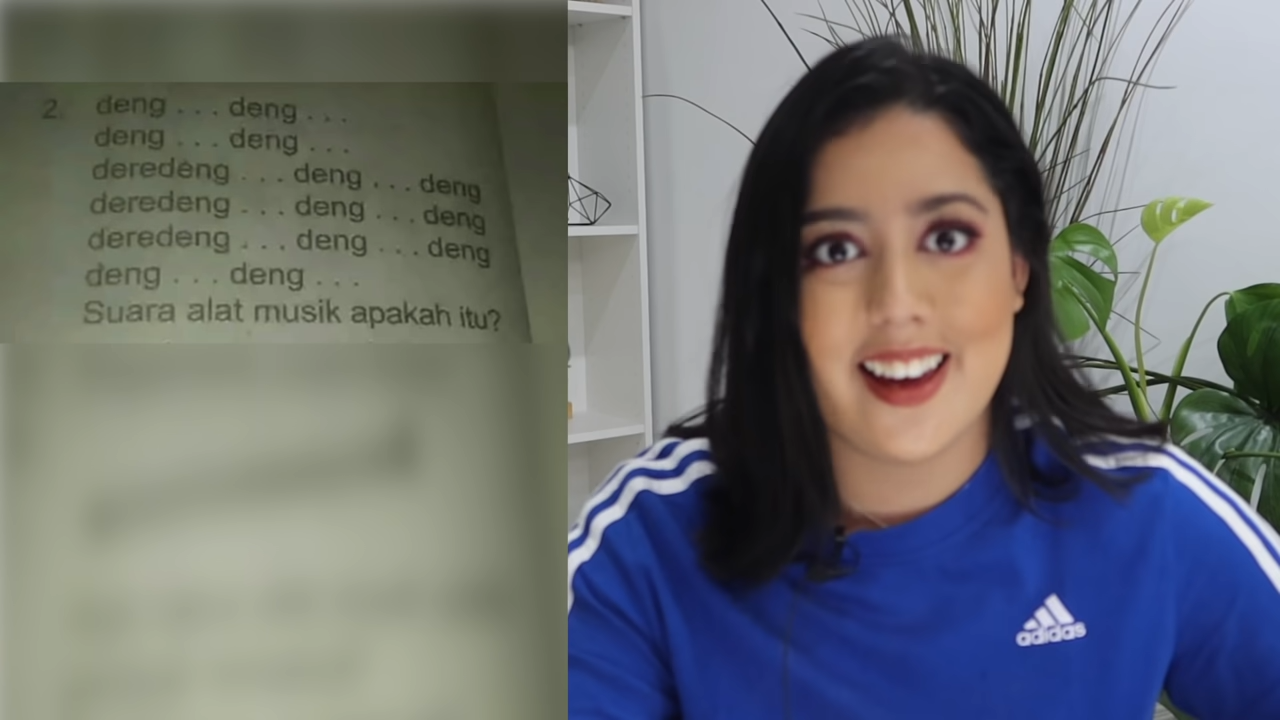 2. deng . . . deng . . .
deng . . . deng . . .
deredeng . . . deng . . . deng
deredeng . . . deng . . . deng
deredeng . . . deng . . . deng
deng . . . deng . . .
Suara alat musik apakah itu?
adidas